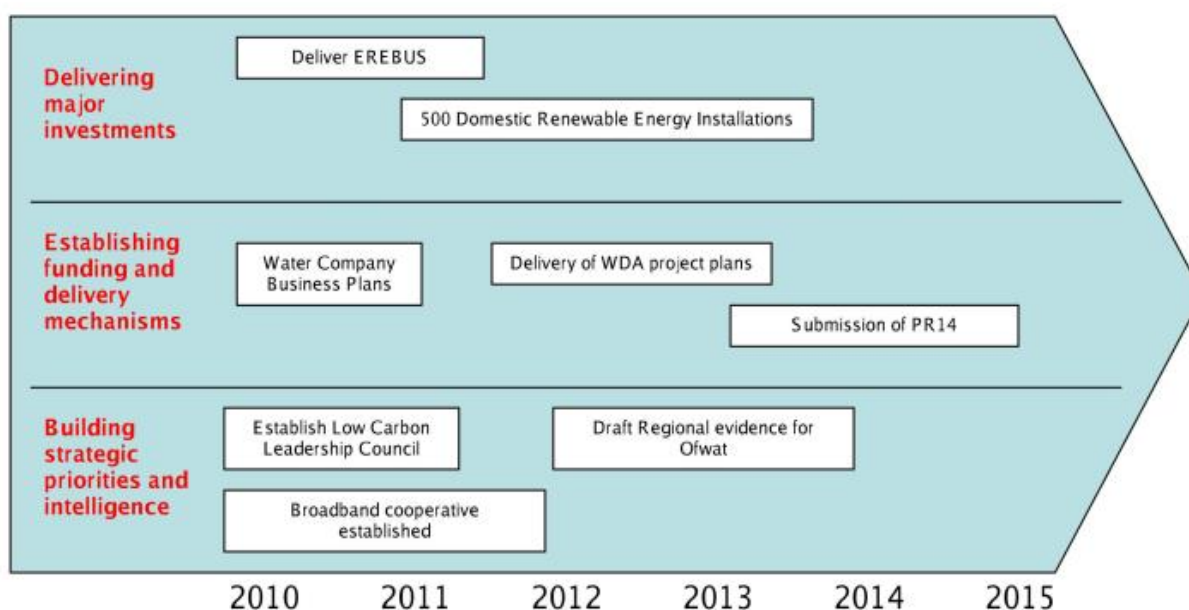 Delivering
major
investments
Deliver EREBUS
500 Domestic Renewable Energy Installations
Establishing
funding and
delivery
mechanisms
Water Company
Business Plans
Delivery of WDA project plans
Submission of PR14
Building
strategic
priorities and
intelligence
Establish Low Carbon
Leadership Council
Draft Regional evidence for
Ofwat
Broadband cooperative
established
2010 2011 2012 2013 2014 2015